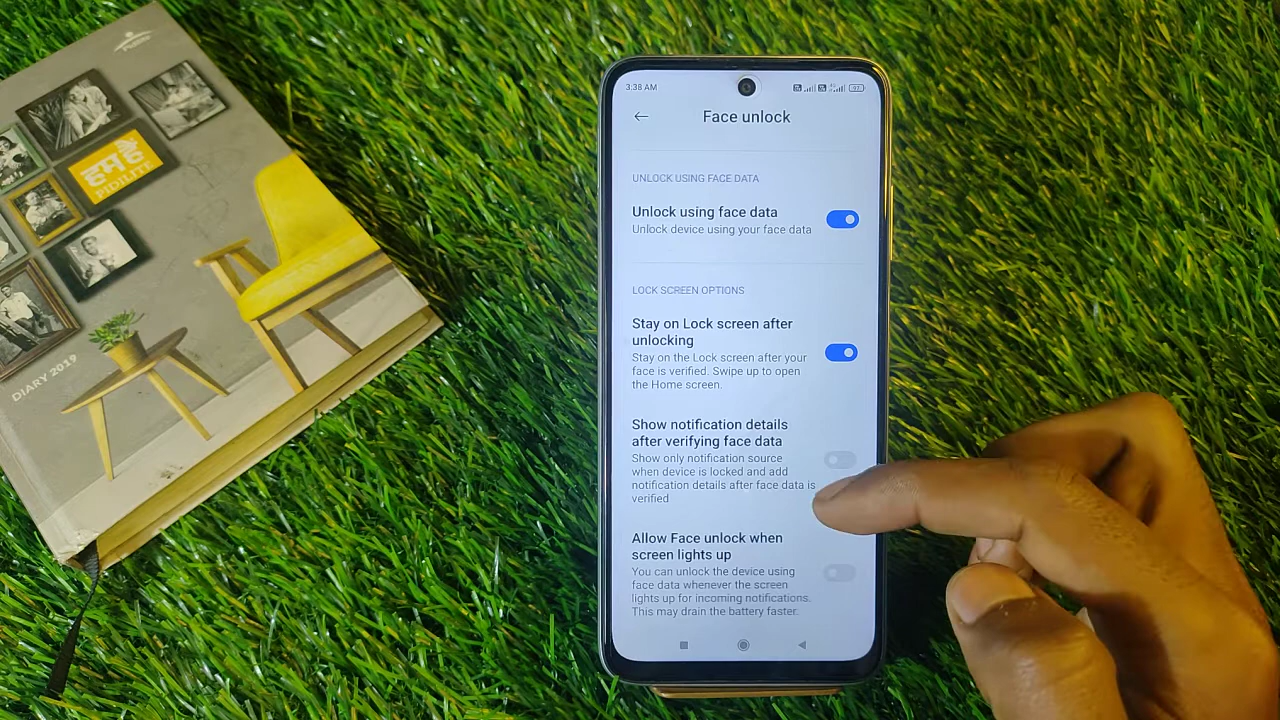 Pidilite
हम है
PIDILITE
DIARY 2019
3:38 AM
Face unlock
UNLOCK USING FACE DATA
Unlock using face data
Unlock device using your face data
LOCK SCREEN OPTIONS
Stay on Lock screen after
unlocking
Stay on the Lock screen after your
face is verified. Swipe up to open
the Home screen.
Show notification details
after verifying face data
Show only notification source
when device is locked and add
notification details after face data is
verified
Allow Face unlock when
screen lights up
You can unlock the device using
face data whenever the screen
lights up for incoming notifications.
This may drain the battery faster.